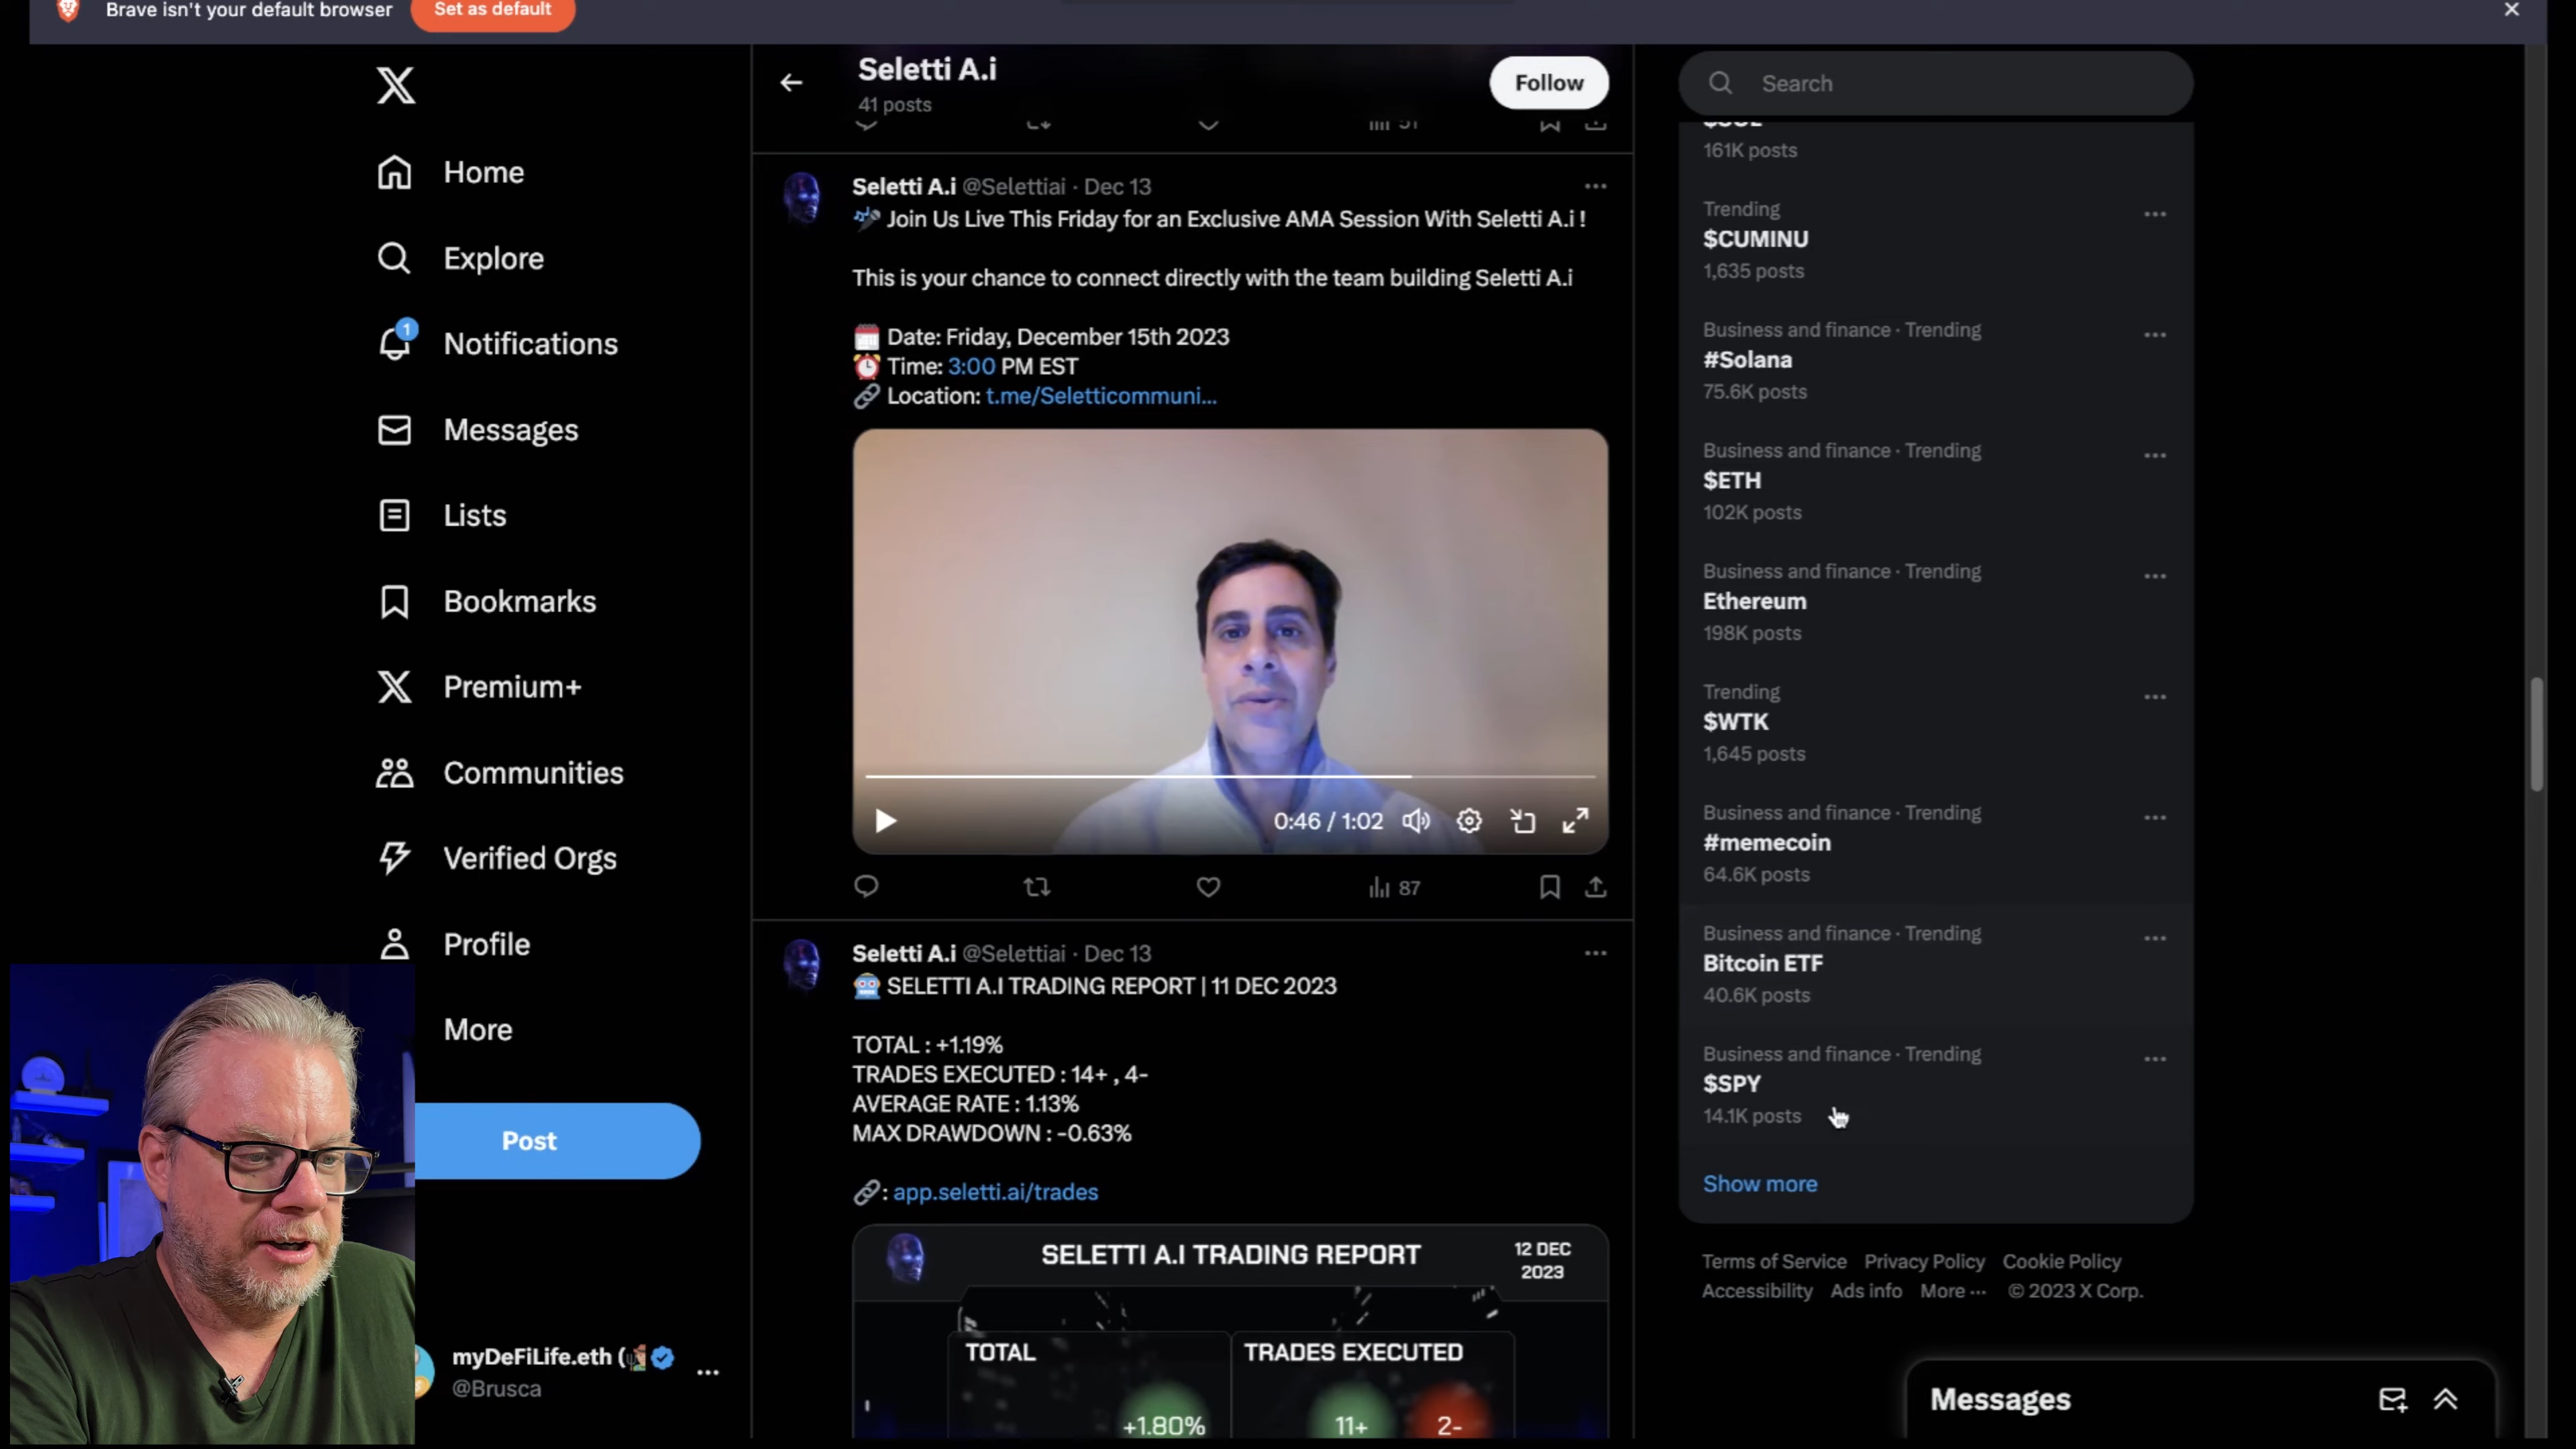 Brave isn't your default browser
Set as default
Seletti A.i
41 posts
Follow
Search
Home
Explore
1
Notifications
Messages
Lists
Bookmarks
Premium+
Communities
Verified Orgs
Profile
More
Post
myDeFiLife.eth (
@Brusca
Seletti A.i @Selettiai · Dec 13
Join Us Live This Friday for an Exclusive AMA Session With Seletti A.i !
This is your chance to connect directly with the team building Seletti A.i
Date: Friday, December 15th 2023
Time: 3:00 PM EST
Location: t.me/Seletticommuni...
0:46 / 1:02
87
Seletti A.i @Selettiai · Dec 13
SELETTI A.I TRADING REPORT | 11 DEC 2023
TOTAL : +1.19%
TRADES EXECUTED : 14+ , 4-
AVERAGE RATE : 1.13%
MAX DRAWDOWN : -0.63%
: app.seletti.ai/trades
SELETTI A.I TRADING REPORT
12 DEC
2023
TOTAL
TRADES EXECUTED
+1.80%
11+
2-
161K posts
Trending
$CUMINU
1,635 posts
Business and finance · Trending
#Solana
75.6K posts
Business and finance · Trending
$ETH
102K posts
Business and finance · Trending
Ethereum
198K posts
Trending
$WTK
1,645 posts
Business and finance · Trending
#memecoin
64.6K posts
Business and finance · Trending
Bitcoin ETF
40.6K posts
Business and finance · Trending
$SPY
14.1K posts
Show more
Terms of Service Privacy Policy Cookie Policy
Accessibility Ads info More ··· © 2023 X Corp.
Messages